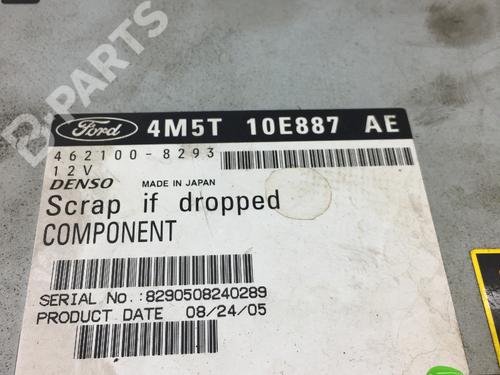 B-PARTS
Ford 4M5T 10E887 AE
462100-8293
12V
DENSO MADE IN JAPAN
Scrap if dropped
COMPONENT
SERIAL No.:8290508240289
PRODUCT DATE 08/24/05